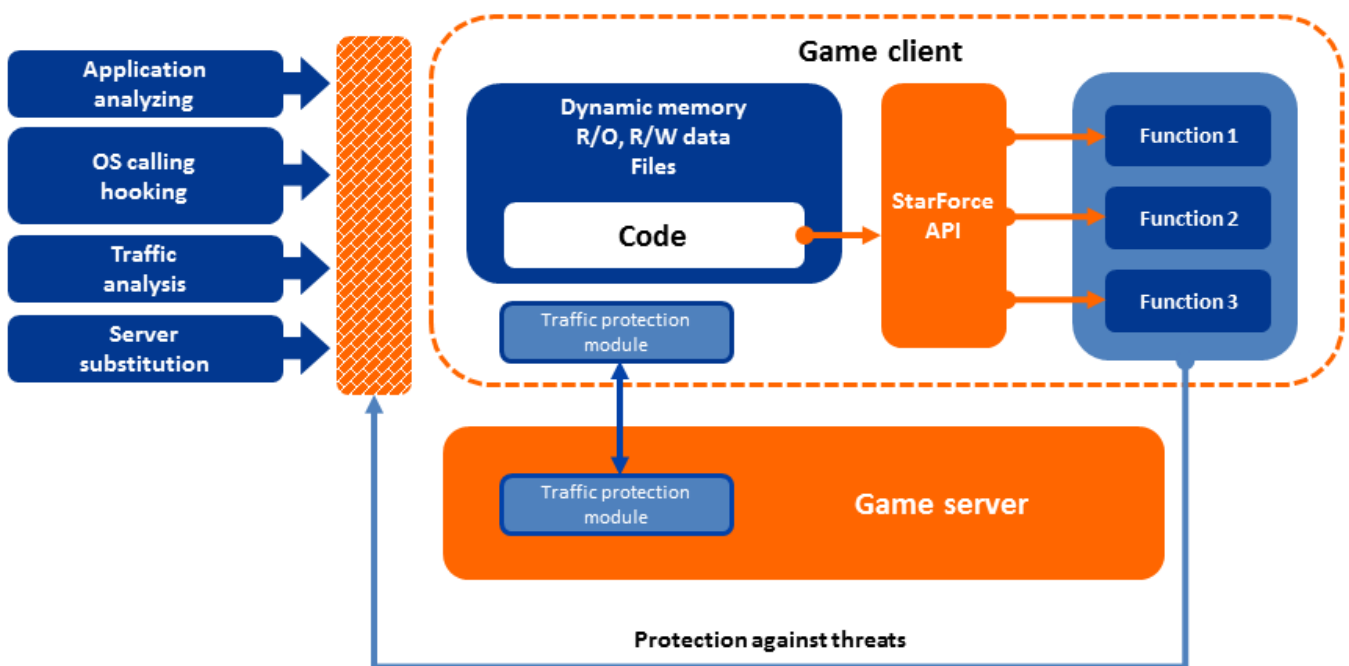 Application
analyzing
OS calling
hooking
Traffic
analysis
Server
substitution
Game client
Dynamic memory
R/O, R/W data
Files
Code
StarForce
API
Function 1
Function 2
Function 3
Traffic protection
module
Traffic protection
module
Game server
Protection against threats